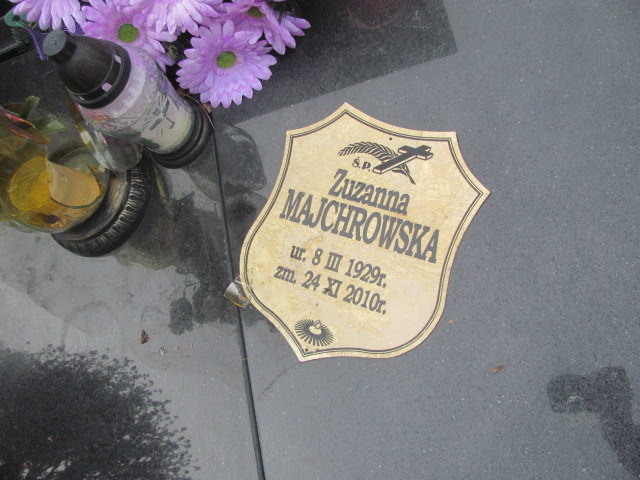 Ś.P.
Zuzanna
MAJCHROWSKA
ur. 8 III 1929r.
zm. 24 XI 2010r.